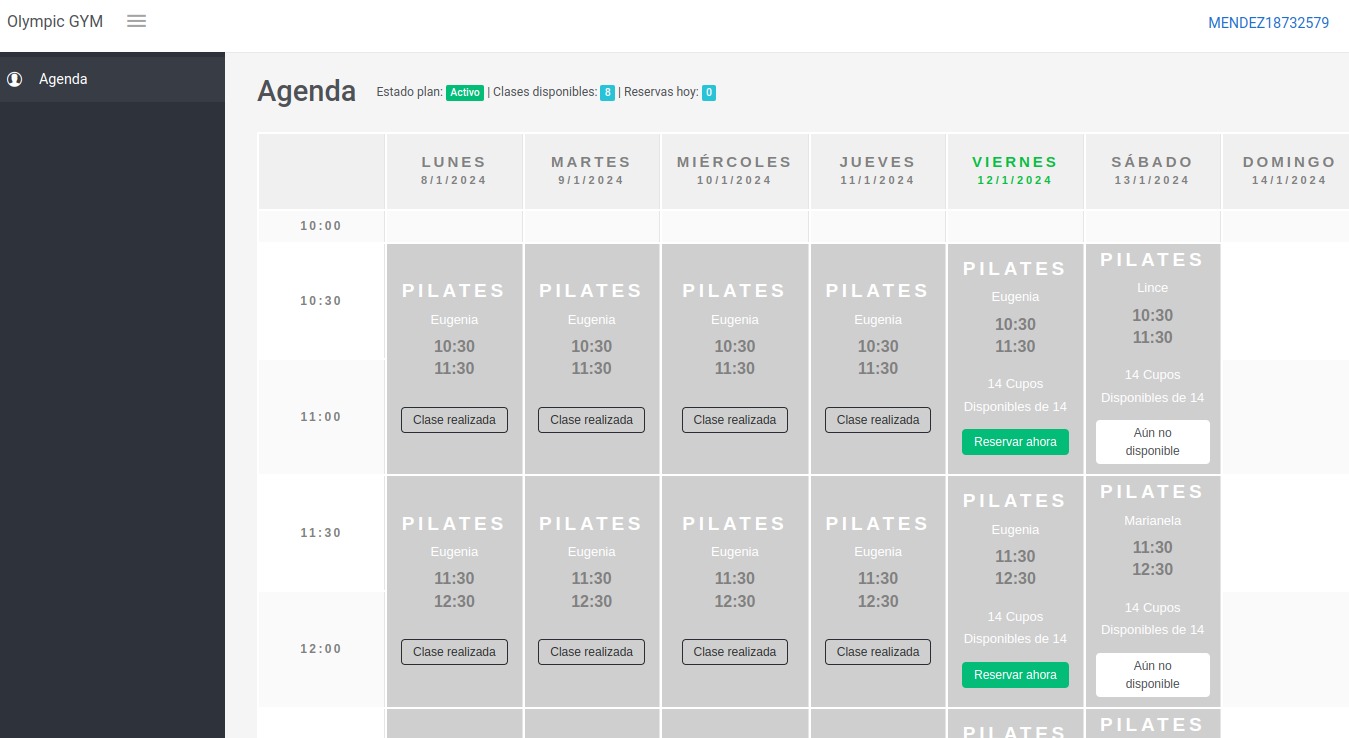 Olympic GYM
MENDEZ18732579
Agenda
Agenda
Estado plan: Activo | Clases disponibles: 8 | Reservas hoy: 0
LUNES MARTES MIÉRCOLES JUEVES VIERNES SÁBADO DOMINGO
8/1/2024 9/1/2024 10/1/2024 11/1/2024 12/1/2024 13/1/2024 14/1/2024
10:00
10:30
11:00
11:30
12:00
PILATES
Eugenia
10:30
11:30
Clase realizada
PILATES
Eugenia
10:30
11:30
Clase realizada
PILATES
Eugenia
10:30
11:30
Clase realizada
PILATES
Eugenia
10:30
11:30
Clase realizada
PILATES
Eugenia
10:30
11:30
14 Cupos
Disponibles de 14
Reservar ahora
PILATES
Lince
10:30
11:30
14 Cupos
Disponibles de 14
Aún no
disponible
PILATES
Eugenia
11:30
12:30
Clase realizada
PILATES
Eugenia
11:30
12:30
Clase realizada
PILATES
Eugenia
11:30
12:30
Clase realizada
PILATES
Eugenia
11:30
12:30
Clase realizada
PILATES
Eugenia
11:30
12:30
14 Cupos
Disponibles de 14
Reservar ahora
PILATES
Marianela
11:30
12:30
14 Cupos
Disponibles de 14
Aún no
disponible
PILATES
PILATES